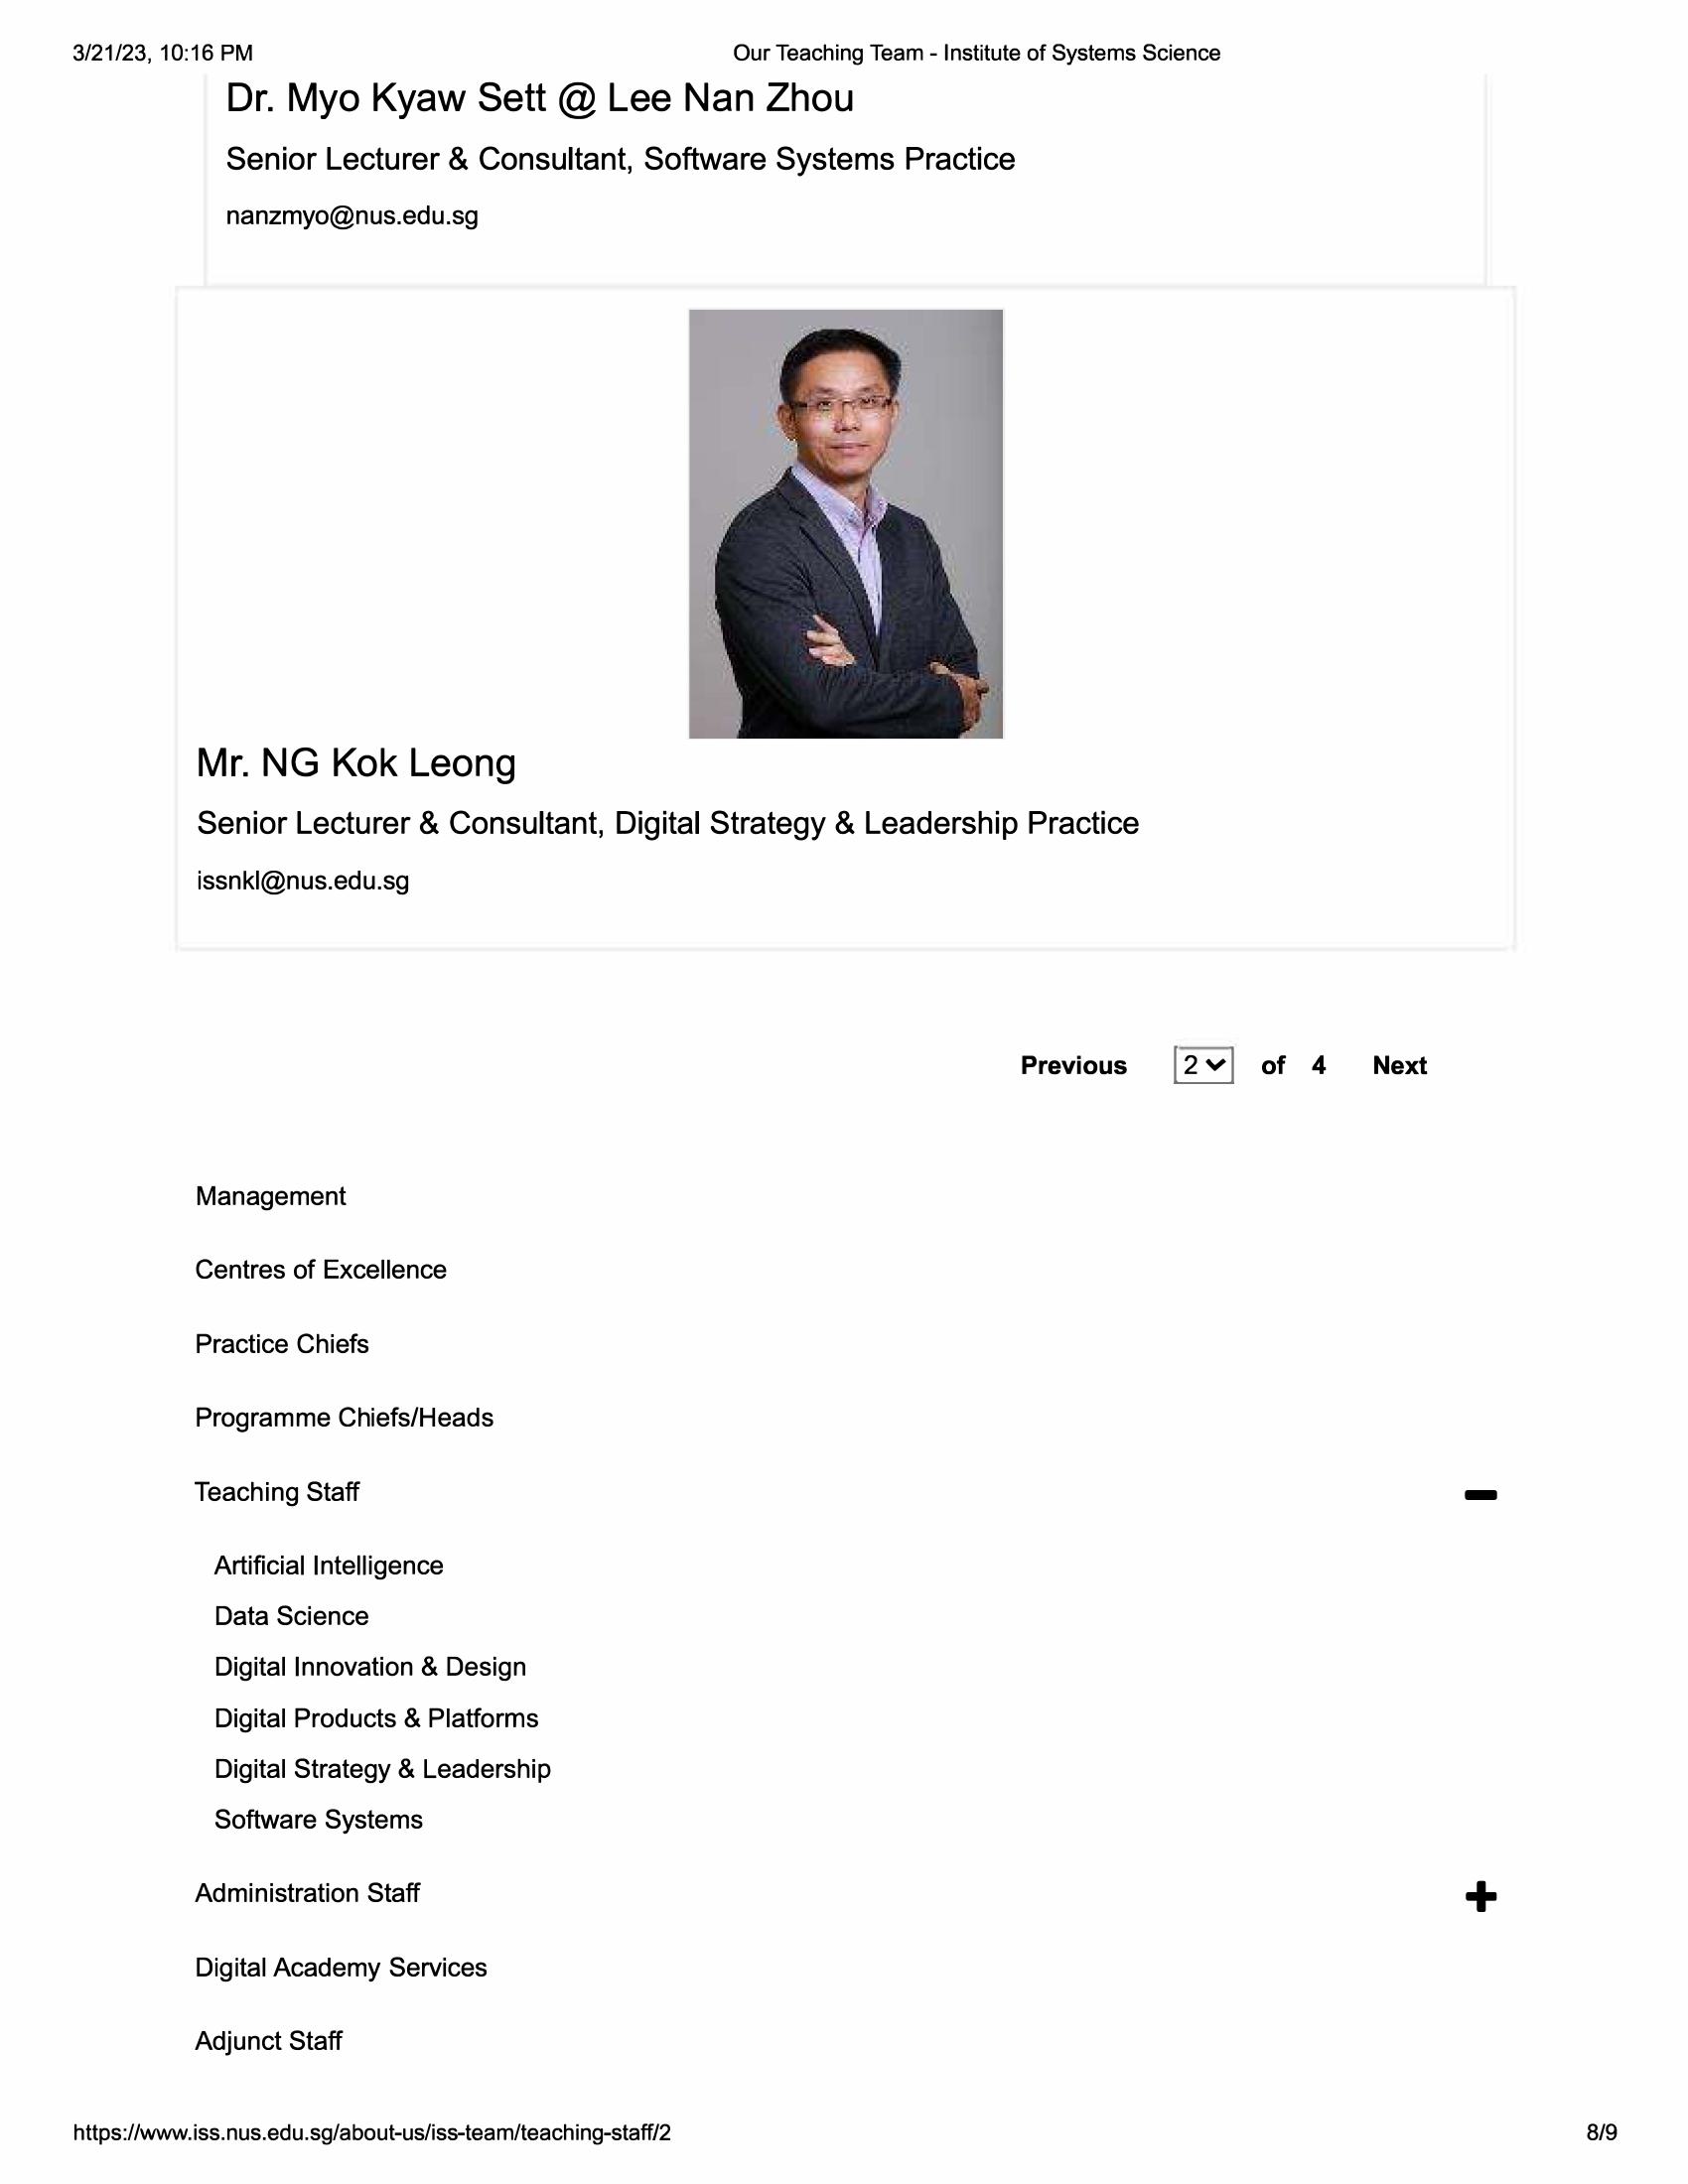 3/21/23, 10:16 PM
Our Teaching Team - Institute of Systems Science
Dr. Myo Kyaw Sett @ Lee Nan Zhou
Senior Lecturer & Consultant, Software Systems Practice
nanzmyo@nus.edu.sg
Mr. NG Kok Leong
Senior Lecturer & Consultant, Digital Strategy & Leadership Practice
issnkl@nus.edu.sg
Previous 2 of 4 Next
Management
Centres of Excellence
Practice Chiefs
Programme Chiefs/Heads
Teaching Staff
Artificial Intelligence
Data Science
Digital Innovation & Design
Digital Products & Platforms
Digital Strategy & Leadership
Software Systems
Administration Staff
Digital Academy Services
Adjunct Staff
https://www.iss.nus.edu.sg/about-us/iss-team/teaching-staff/2
8/9